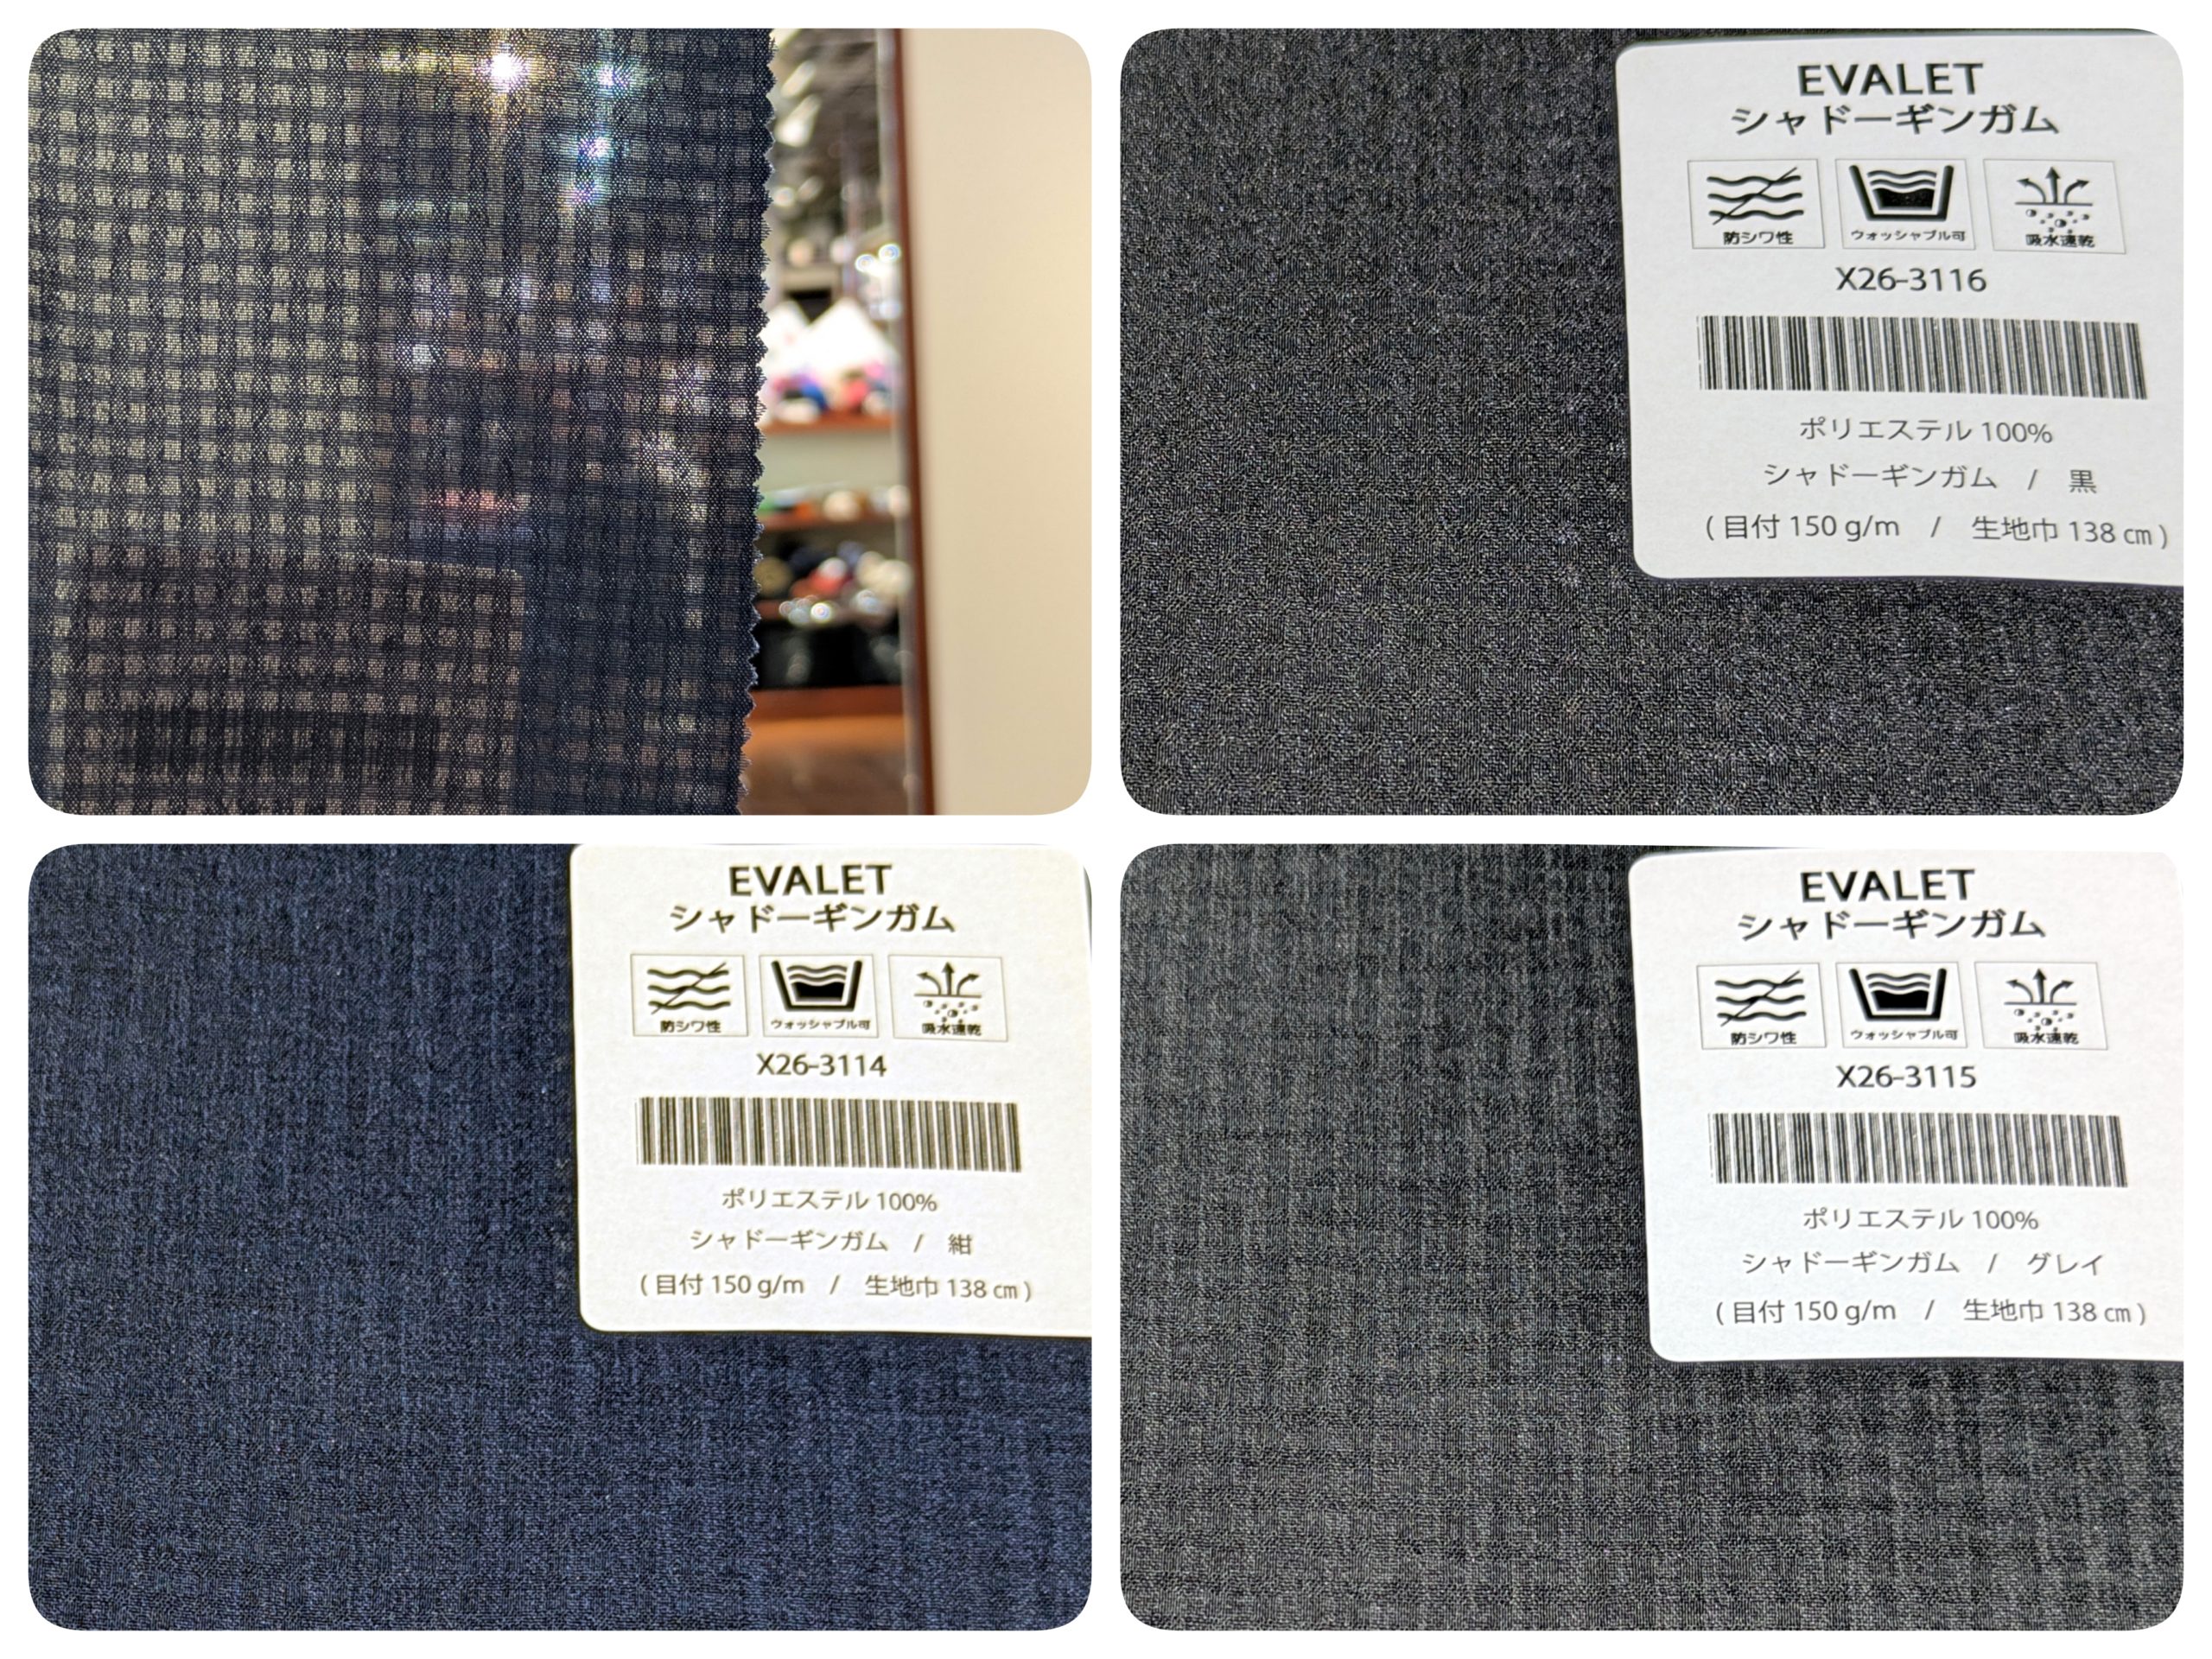 EVALET
シャドーギンガム
防シワ性 ウォッシャブル可 吸水速乾
X26-3116
ポリエステル 100%
シャドーギンガム / 黒
( 目付 150 g/m / 生地巾 138 ㎝ )
EVALET
シャドーギンガム
防シワ性 ウォッシャブル可 吸水速乾
X26-3114
ポリエステル 100%
シャドーギンガム / 紺
( 目付 150 g/m / 生地巾 138 ㎝ )
EVALET
シャドーギンガム
防シワ性 ウォッシャブル可 吸水速乾
X26-3115
ポリエステル 100%
シャドーギンガム / グレイ
( 目付 150 g/m / 生地巾 138 ㎝ )